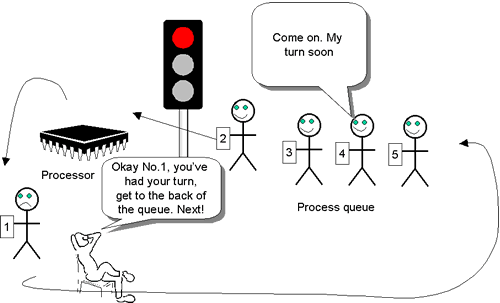 Come on. My
turn soon
2
3
4
5
Processor
Okay No.1, you've
had your turn,
get to the back of
the queue. Next!
Process queue
1